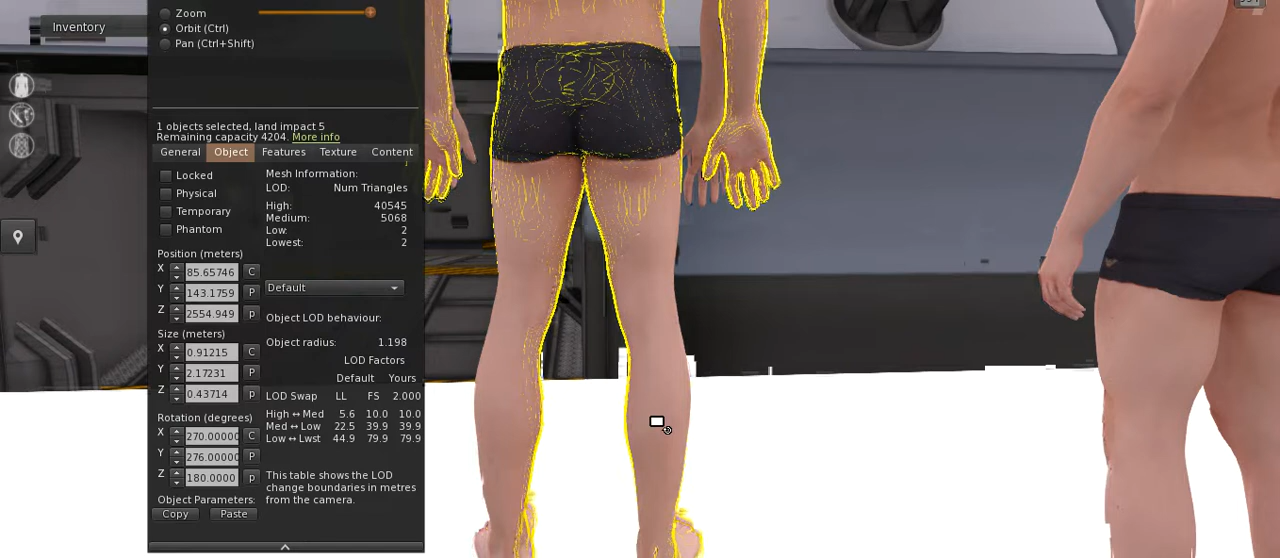 Inventory
Zoom
Orbit (Ctrl)
Pan (Ctrl+Shift)
1 objects selected, land impact 5
Remaining capacity 4204. More info
General Object Features Texture Content
Locked
Physical
Temporary
Phantom
Mesh Information:
LOD: Num Triangles
High: 40545
Medium: 5068
Low: 2
Lowest: 2
Position (meters)
X 85.65746 C
Y 143.1759 P
Z 2554.949 p
Default
Object LOD behaviour:
Size (meters)
X 0.91215 C
Y 2.17231 P
Z 0.43714 p
Object radius: 1.198
LOD Factors
Default Yours
LOD Swap LL FS 2.000
High ↔ Med 5.6 10.0 10.0
Med ↔ Low 22.5 39.9 39.9
Low ↔ Lwst 44.9 79.9 79.9
Rotation (degrees)
X 270.00000 C
Y 276.00000 P
Z 180.0000 p
This table shows the LOD
change boundaries in metres
from the camera.
Object Parameters:
Copy Paste